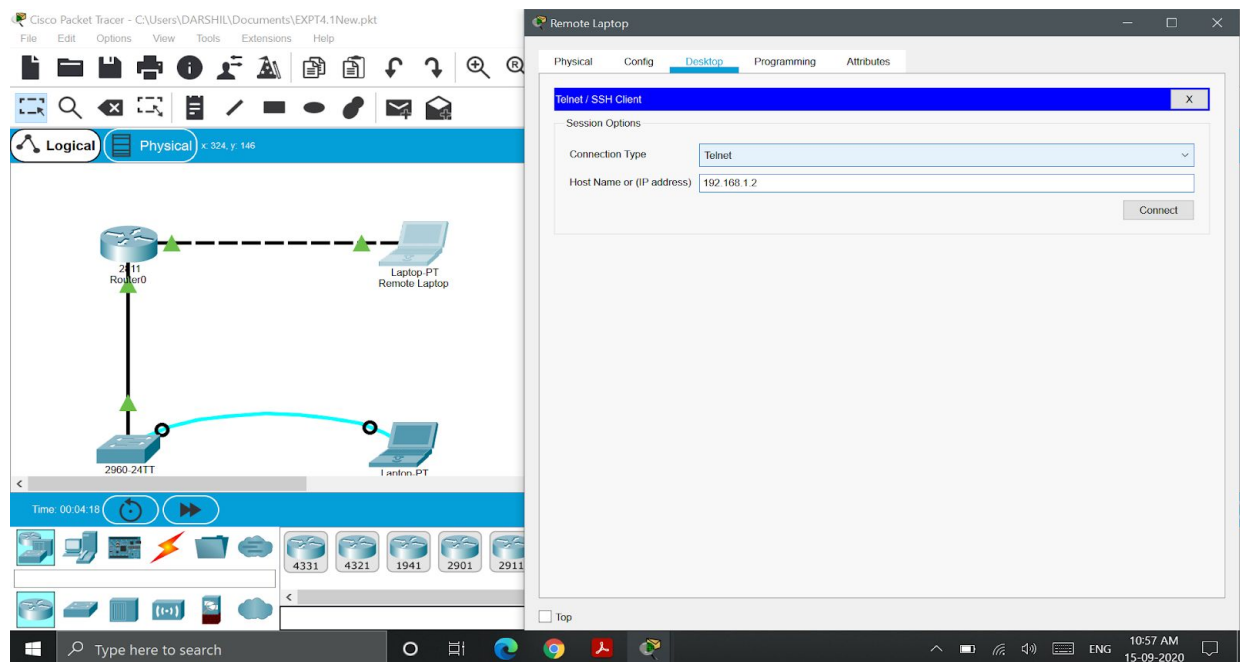 Cisco Packet Tracer - C:\Users\DARSHIL\Documents\EXPT4.1New.pkt
File Edit Options View Tools Extensions Help
Logical
Physical
x: 324, y: 146
2811
Router0
Laptop-PT
Remote Laptop
2960-24TT
Laptop-PT
Time: 00:04:18
4331
4321
1941
2901
2911
Remote Laptop
Physical Config Desktop Programming Attributes
Telnet / SSH Client
X
Session Options
Connection Type
Telnet
Host Name or (IP address)
192.168.1.2
Connect
Top
Type here to search
ENG
10:57 AM
15-09-2020